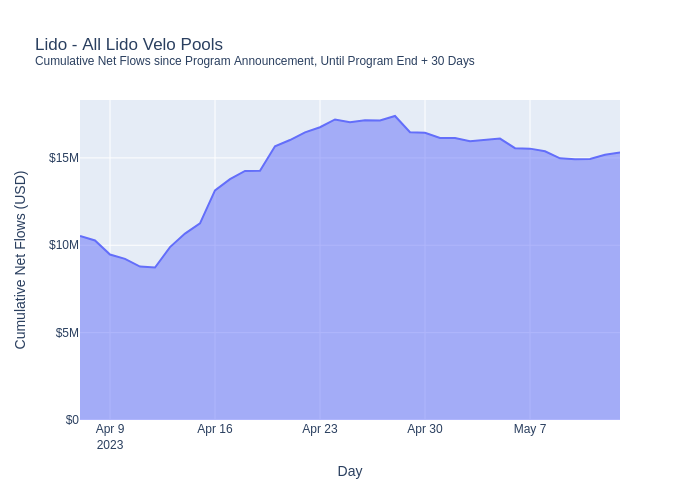 Lido - All Lido Velo Pools
Cumulative Net Flows since Program Announcement, Until Program End + 30 Days
Cumulative Net Flows (USD)
$15M
$10M
$5M
$0
Apr 9
2023
Apr 16
Apr 23
Apr 30
May 7
Day